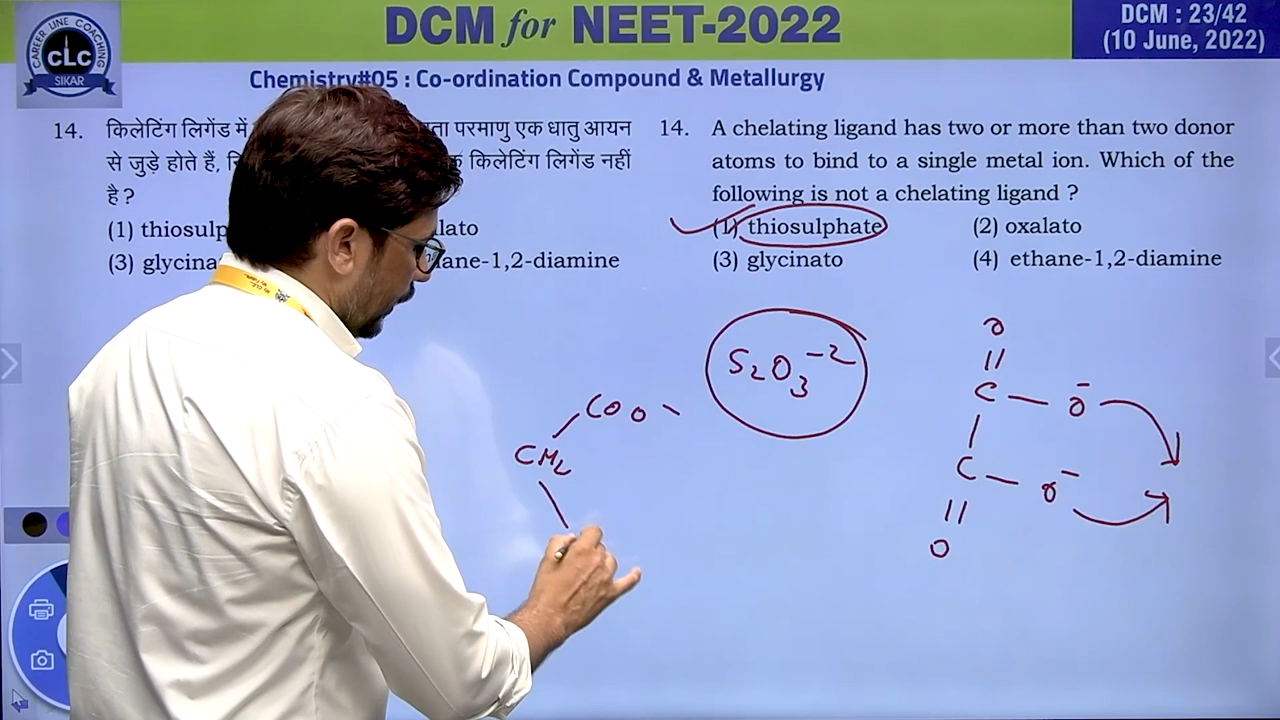 CAREER LINE COACHING
CLC
SIKAR
DCM for NEET-2022
DCM : 23/42
(10 June, 2022)
Chemistry#05 : Co-ordination Compound & Metallurgy
14. किलेटिंग लिगेंड में परमाणु एक धातु आयन
से जुड़े होते हैं, किलेटिंग लिगेंड नहीं
है ?
(1) thiosulp lato
(3) glycina ane-1,2-diamine
14. A chelating ligand has two or more than two donor
atoms to bind to a single metal ion. Which of the
following is not a chelating ligand ?
(1) thiosulphate (2) oxalato
(3) glycinato (4) ethane-1,2-diamine
S₂O₃⁻²
COO
CH₂
O
C — O⁻
C — O⁻
O